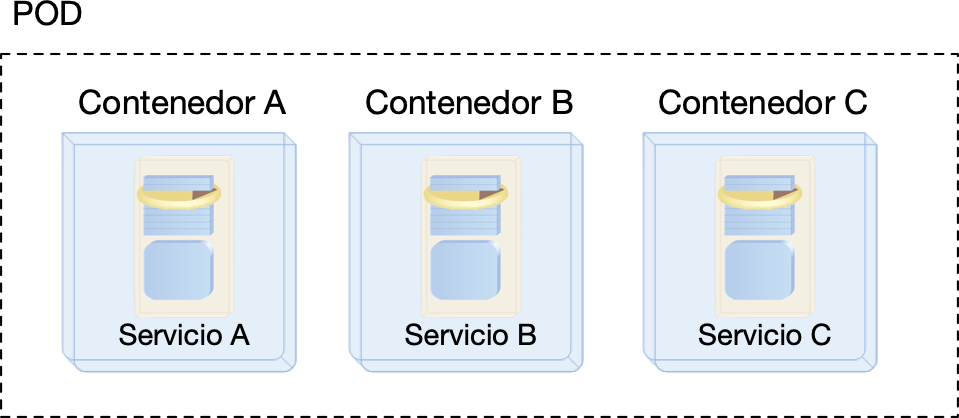 POD
Contenedor A
Contenedor B
Contenedor C
Servicio A
Servicio B
Servicio C